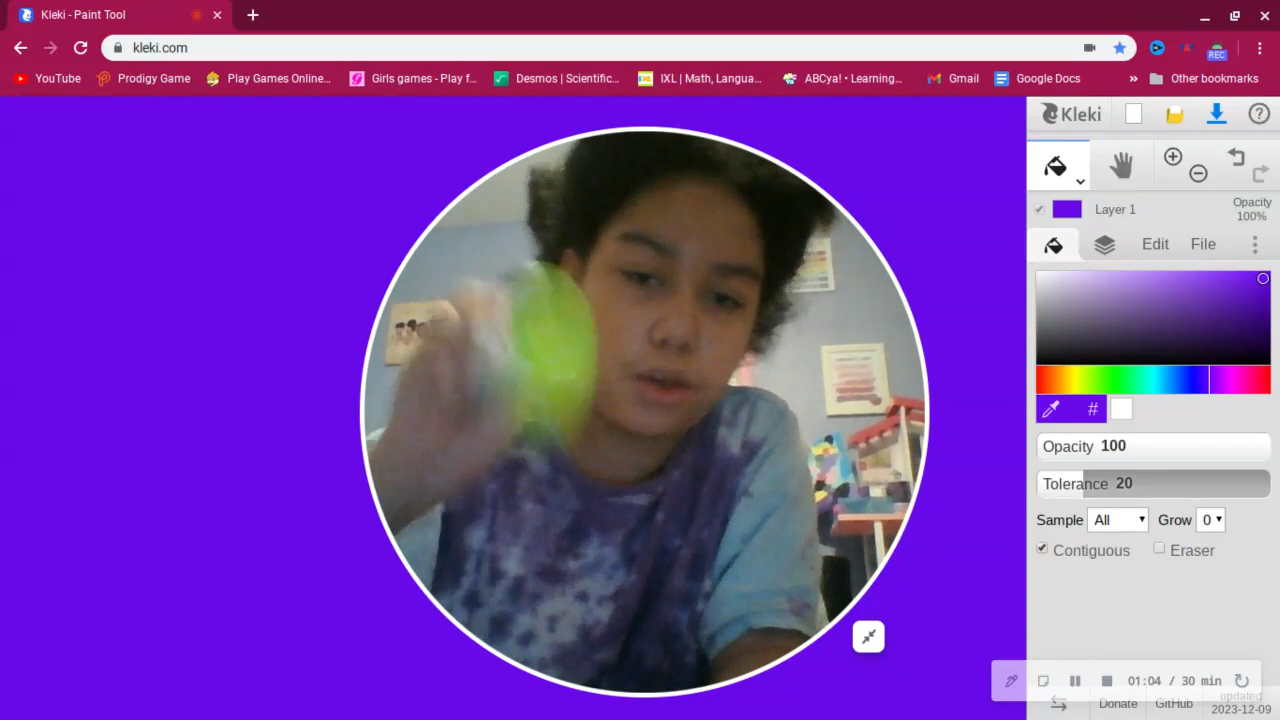 Kleki - Paint Tool
kleki.com
REC
YouTube Prodigy Game Play Games Online... Girls games - Play f... Desmos | Scientific... IXL | Math, Langua... ABCya! • Learning... Gmail Google Docs » Other bookmarks
Kleki
Layer 1
Opacity
100%
Edit File
#
Opacity 100
Tolerance 20
Sample All Grow 0
Contiguous Eraser
01:04 / 30 min
Donate GitHub
updated
2023-12-09